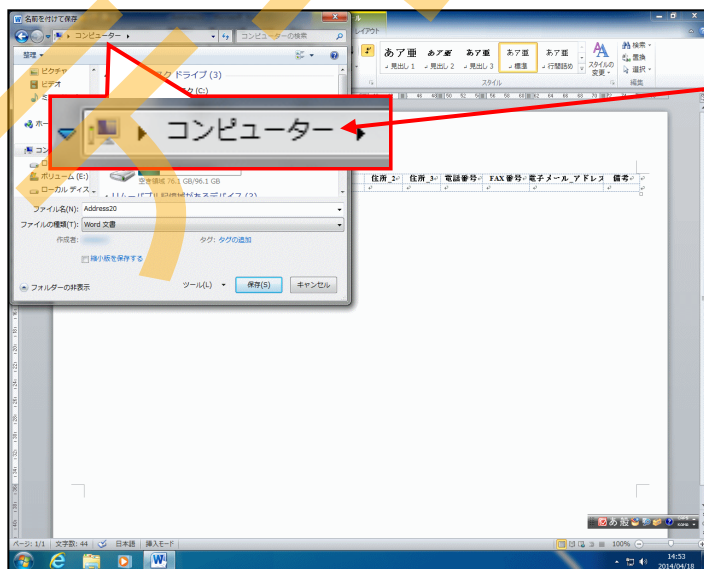 名前を付けて保存
コンピューター
コンピューターの検索
レイアウト
整理
ピクチャ
ビデオ
ドライブ (3)
(C:)
コンピューター
ボリューム (E:)
ローカル ディス
空き領域 76.1 GB/96.1 GB
リムーバブル記憶域があるデバイス (2)
ファイル名(N): Address20
ファイルの種類(T): Word 文書
作成者:
タグ: タグの追加
縮小版を保存する
フォルダーの非表示
ツール(L)
保存(S)
キャンセル
あア亜 あア亜 あア亜 あア亜 あア亜
見出し 1 見出し 2 見出し 3 標準 行間詰め
スタイルの
変更
検索
置換
選択
スタイル
編集
住所_2 住所_3 電話番号 FAX 番号 電子メール_アドレス 備考
ページ: 1/1 文字数: 44 日本語 挿入モード
あ 般
100%
14:53
2014/04/18